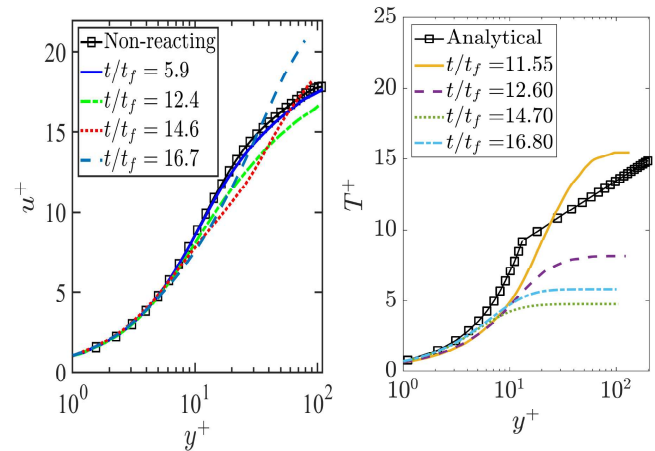 Non-reacting
t/t_f = 5.9
t/t_f = 12.4
t/t_f = 14.6
t/t_f = 16.7
20
15
10
5
0
u^+
10^0
10^1
10^2
y^+
Analytical
t/t_f =11.55
t/t_f =12.60
t/t_f =14.70
t/t_f =16.80
25
20
15
10
5
0
T^+
10^0
10^1
10^2
y^+